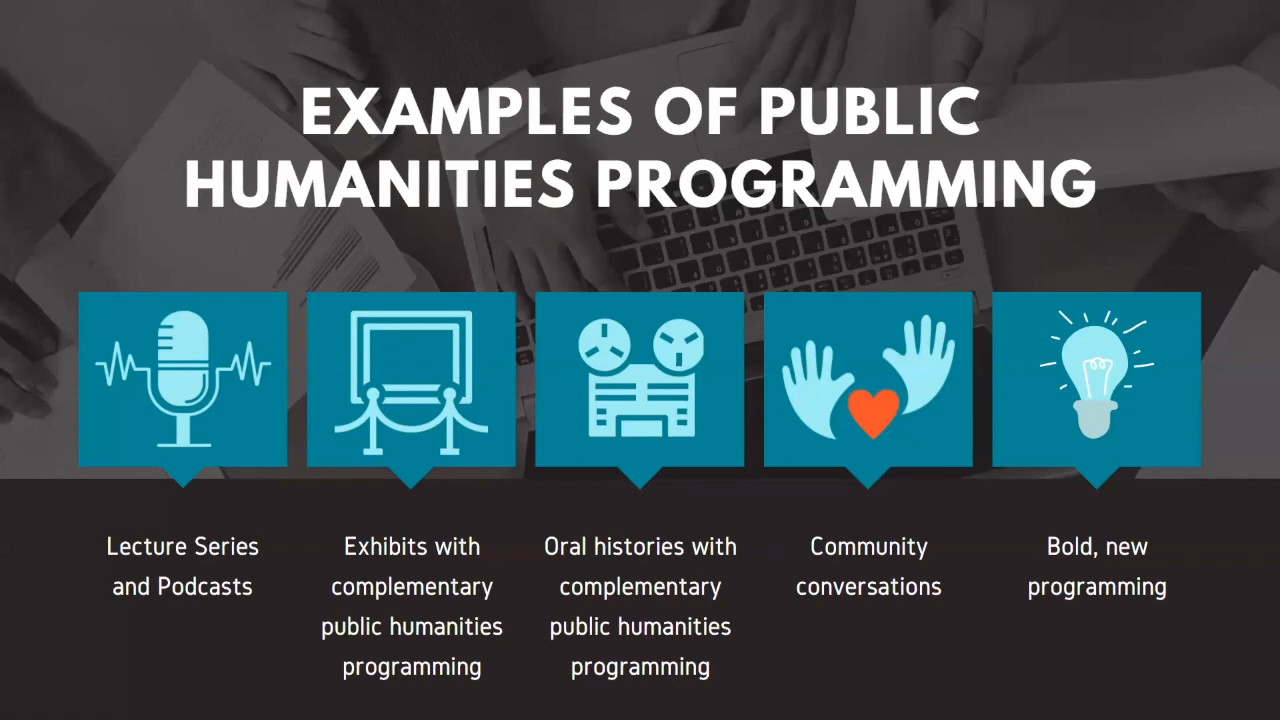 EXAMPLES OF PUBLIC
HUMANITIES PROGRAMMING
Lecture Series
and Podcasts
Exhibits with
complementary
public humanities
programming
Oral histories with
complementary
public humanities
programming
Community
conversations
Bold, new
programming